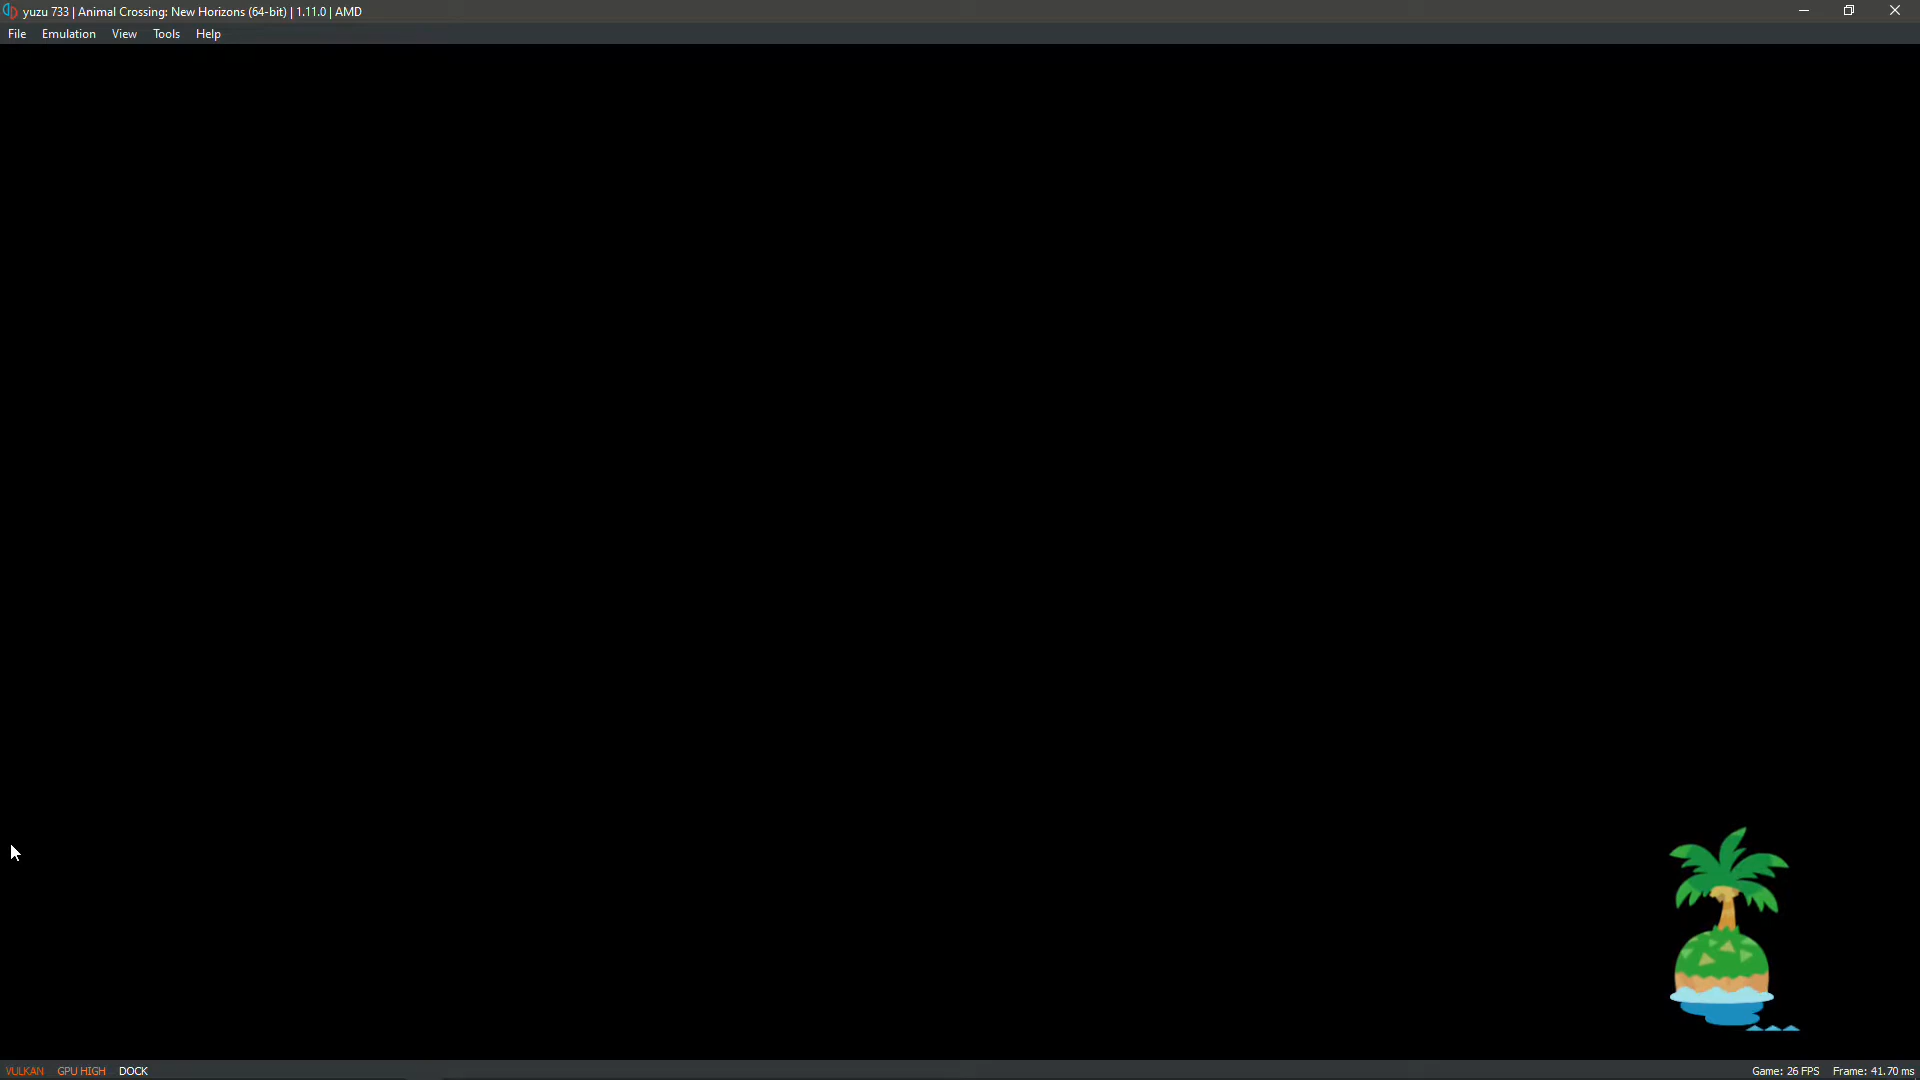 yuzu 733 | Animal Crossing: New Horizons (64-bit) | 1.11.0 | AMD
File Emulation View Tools Help
VULKAN GPU HIGH DOCK Game: 26 FPS Frame: 41.70 ms